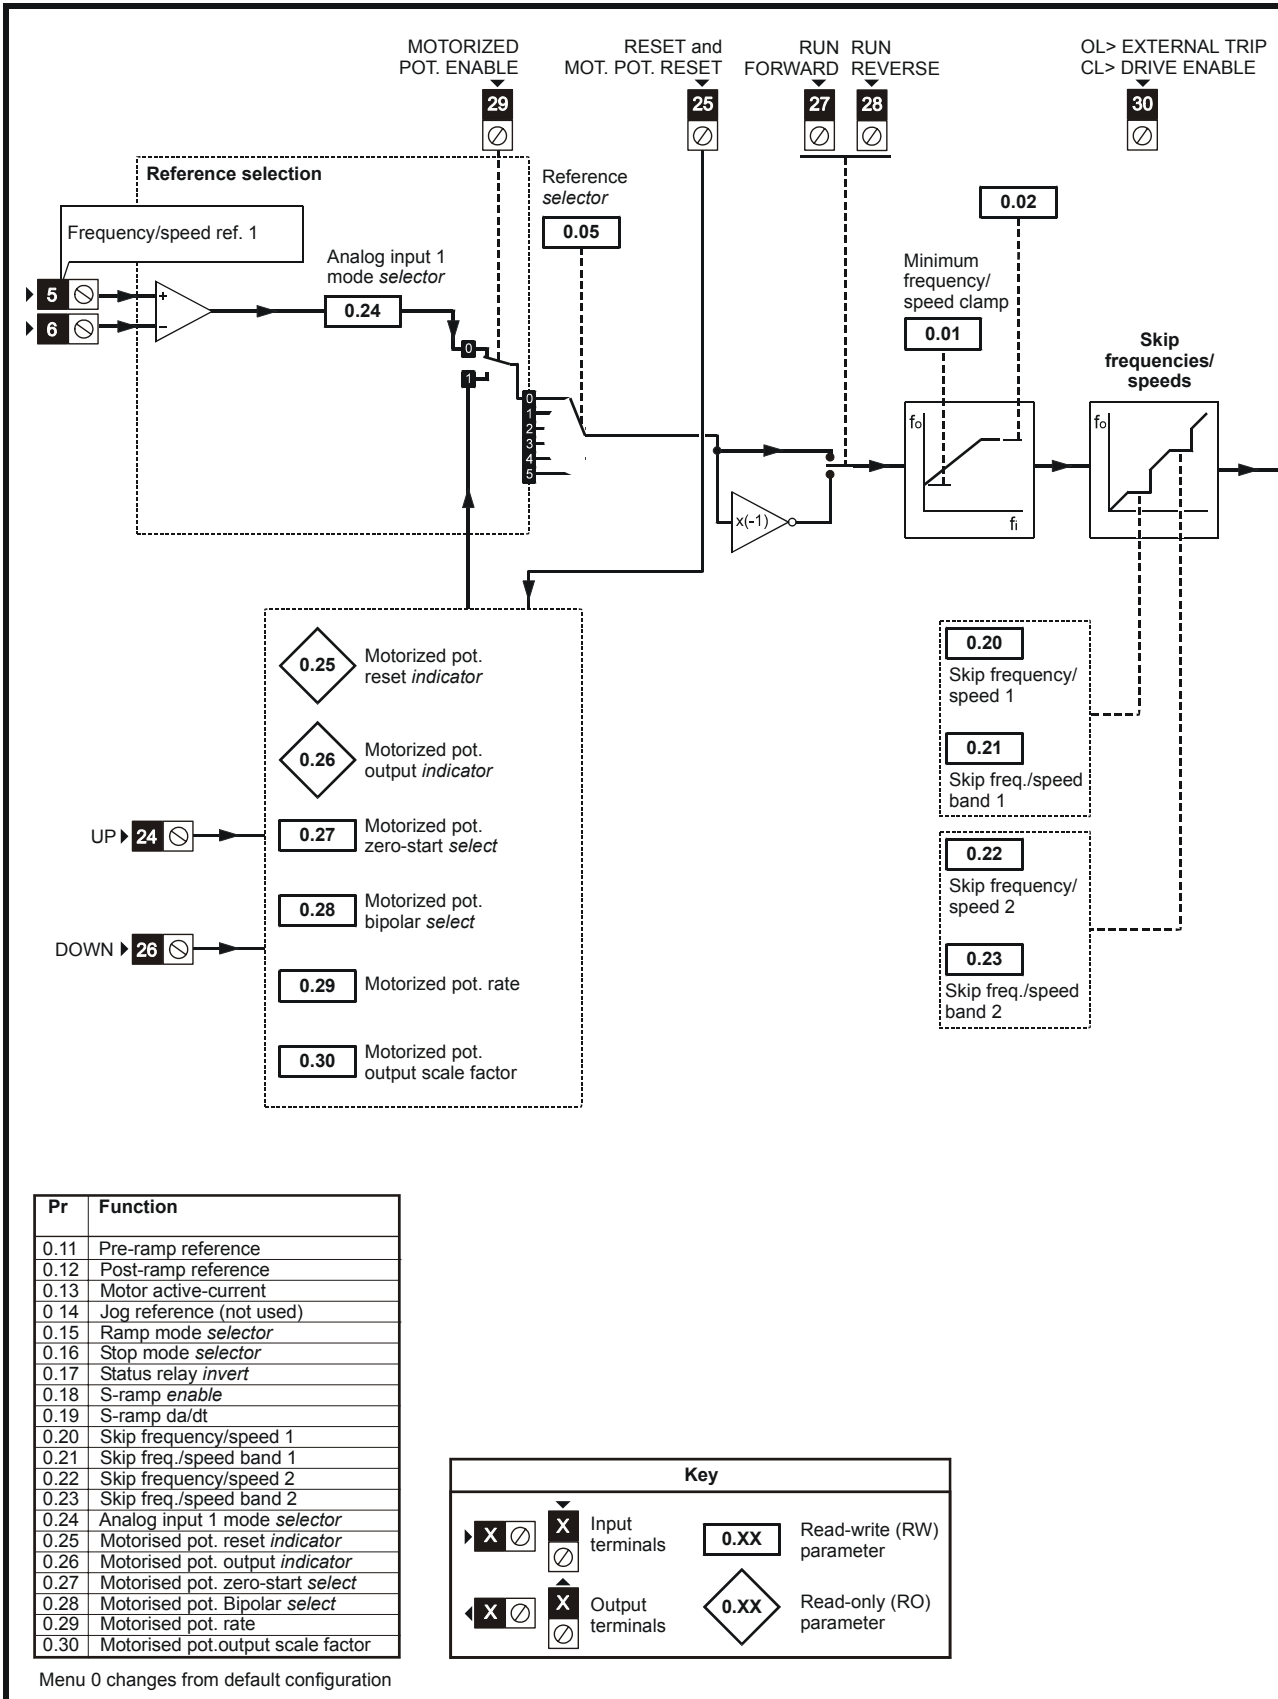 MOTORIZED
POT. ENABLE
29
RESET and
MOT. POT. RESET
25
RUN
FORWARD
27
RUN
REVERSE
28
OL> EXTERNAL TRIP
CL> DRIVE ENABLE
30
Reference selection
Frequency/speed ref. 1
5
6
+
−
Analog input 1
mode selector
0.24
0
1
Reference
selector
0.05
0
1
2
3
4
5
x(-1)
0.02
Minimum
frequency/
speed clamp
0.01
fo
fi
Skip
frequencies/
speeds
fo
0.25
Motorized pot.
reset indicator
0.26
Motorized pot.
output indicator
UP 24
0.27
Motorized pot.
zero-start select
0.28
Motorized pot.
bipolar select
DOWN 26
0.29
Motorized pot. rate
0.30
Motorized pot.
output scale factor
0.20
Skip frequency/
speed 1
0.21
Skip freq./speed
band 1
0.22
Skip frequency/
speed 2
0.23
Skip freq./speed
band 2
Pr Function
0.11 Pre-ramp reference
0.12 Post-ramp reference
0.13 Motor active-current
0 14 Jog reference (not used)
0.15 Ramp mode selector
0.16 Stop mode selector
0.17 Status relay invert
0.18 S-ramp enable
0.19 S-ramp da/dt
0.20 Skip frequency/speed 1
0.21 Skip freq./speed band 1
0.22 Skip frequency/speed 2
0.23 Skip freq./speed band 2
0.24 Analog input 1 mode selector
0.25 Motorised pot. reset indicator
0.26 Motorised pot. output indicator
0.27 Motorised pot. zero-start select
0.28 Motorised pot. Bipolar select
0.29 Motorised pot. rate
0.30 Motorised pot.output scale factor
Menu 0 changes from default configuration
Key
X
X
Input
terminals
0.XX
Read-write (RW)
parameter
X
X
Output
terminals
0.XX
Read-only (RO)
parameter